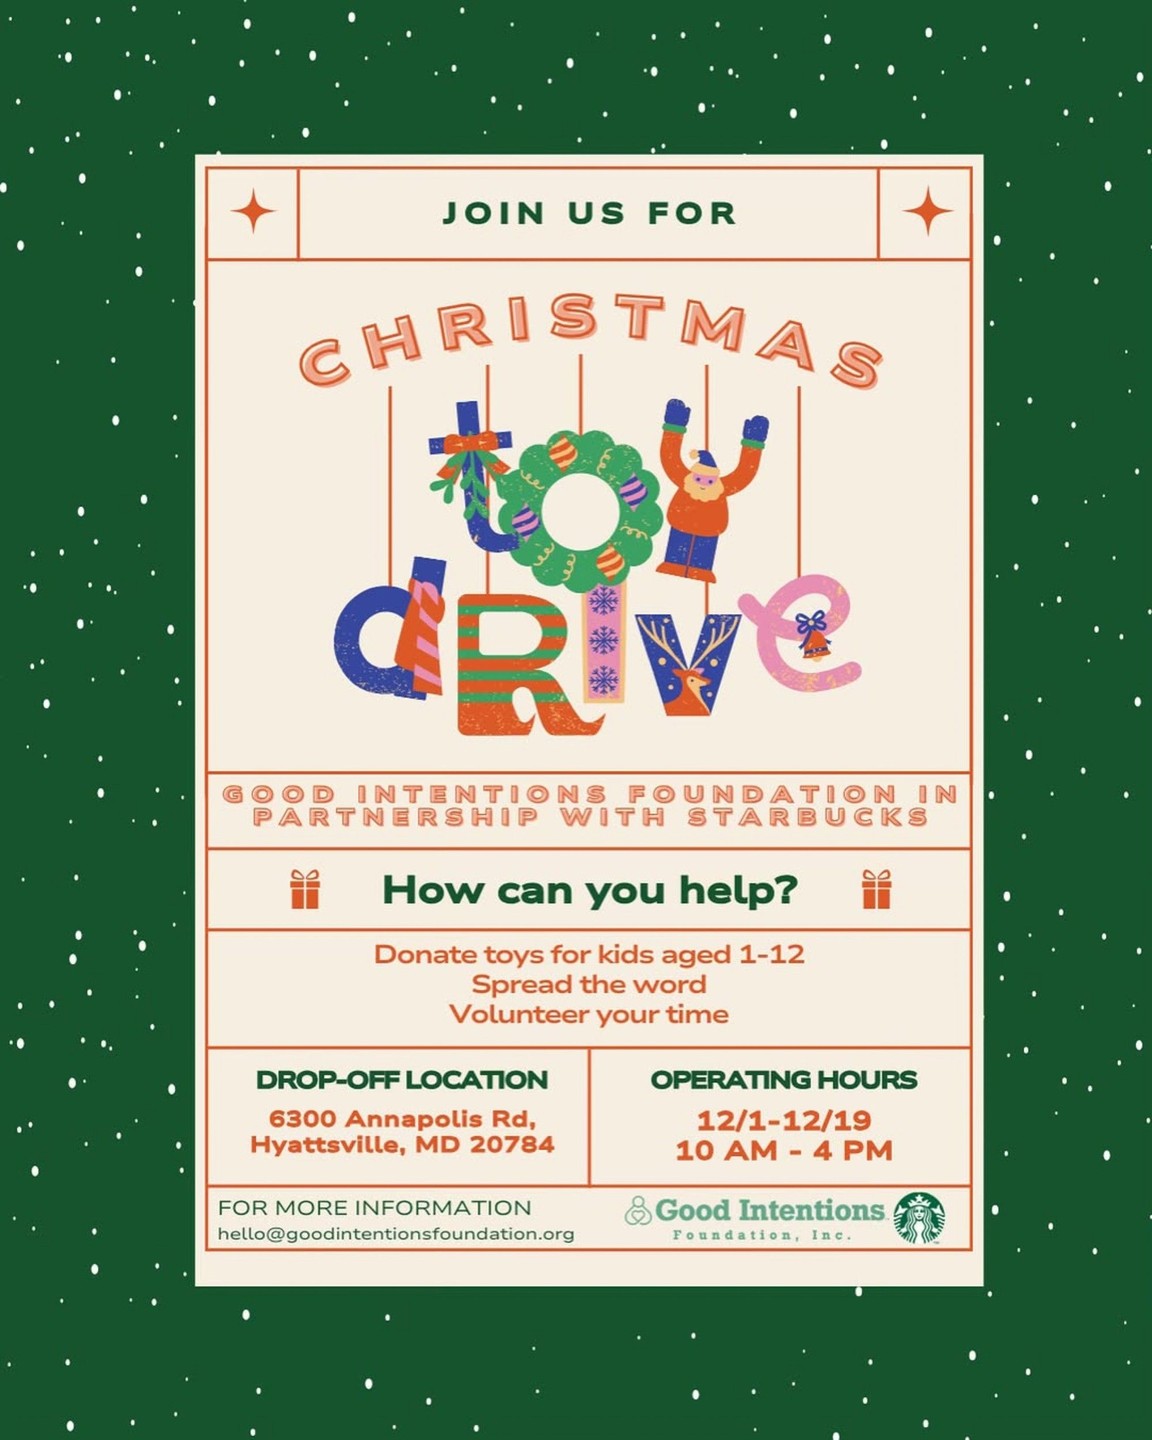 JOIN US FOR
CHRISTMAS
toy
dRive
GOOD INTENTIONS FOUNDATION IN
PARTNERSHIP WITH STARBUCKS
How can you help?
Donate toys for kids aged 1-12
Spread the word
Volunteer your time
DROP-OFF LOCATION
6300 Annapolis Rd,
Hyattsville, MD 20784
OPERATING HOURS
12/1-12/19
10 AM - 4 PM
FOR MORE INFORMATION
hello@goodintentionsfoundation.org
Good Intentions
Foundation, Inc.